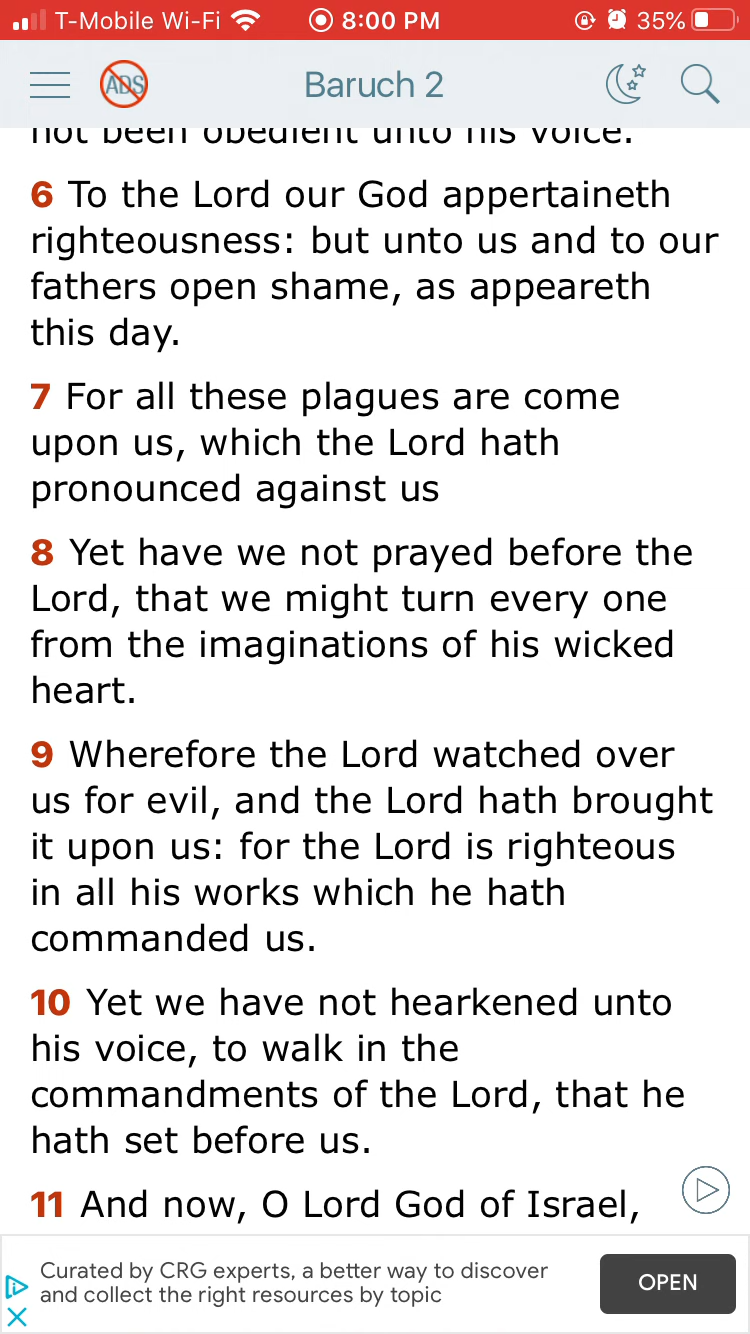 T-Mobile Wi-Fi 8:00 PM 35%
ADS Baruch 2
not been obedient unto his voice.
6 To the Lord our God appertaineth
righteousness: but unto us and to our
fathers open shame, as appeareth
this day.
7 For all these plagues are come
upon us, which the Lord hath
pronounced against us
8 Yet have we not prayed before the
Lord, that we might turn every one
from the imaginations of his wicked
heart.
9 Wherefore the Lord watched over
us for evil, and the Lord hath brought
it upon us: for the Lord is righteous
in all his works which he hath
commanded us.
10 Yet we have not hearkened unto
his voice, to walk in the
commandments of the Lord, that he
hath set before us.
11 And now, O Lord God of Israel,
Curated by CRG experts, a better way to discover
and collect the right resources by topic
OPEN